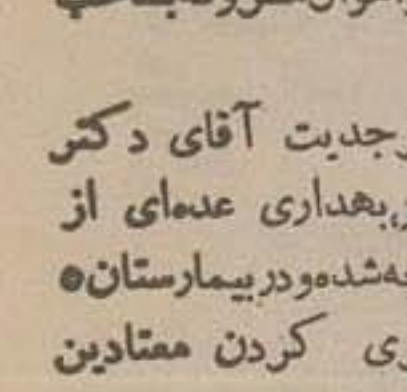 جدیت آقای دکتر
بهداری عده‌ای از
شده‌ودربیمارستان‌ه
کردن معتادین